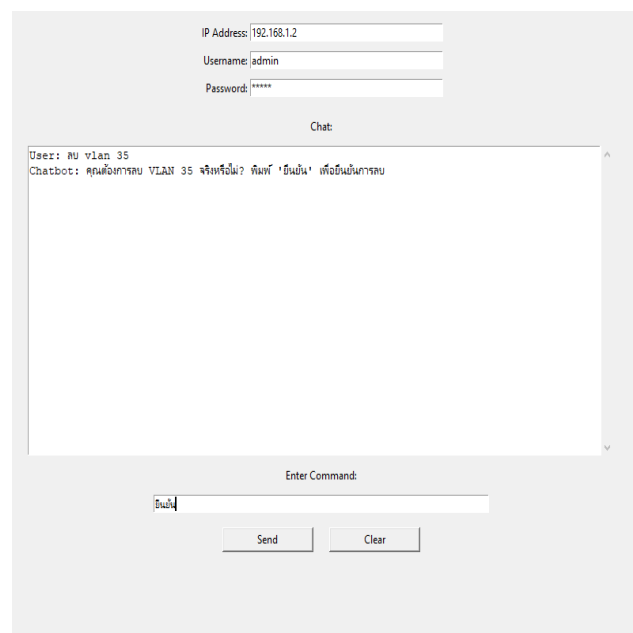 IP Address: 192.168.1.2
Username: admin
Password: *****
Chat:
User: ลบ vlan 35
Chatbot: คุณต้องการลบ VLAN 35 จริงหรือไม่? พิมพ์ 'ยืนยัน' เพื่อยืนยันการลบ
Enter Command:
ยืนยัน
Send Clear